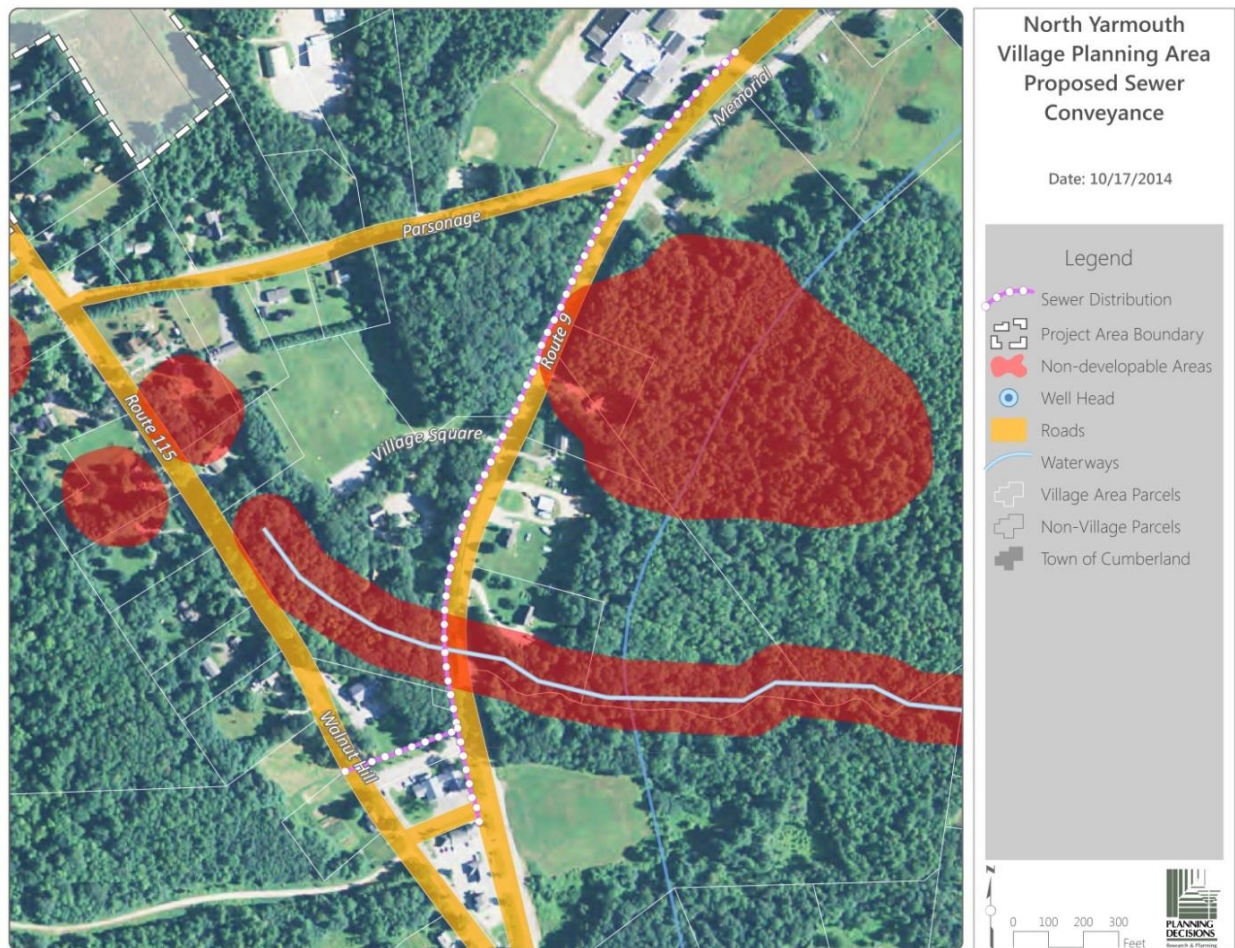 North Yarmouth
Village Planning Area
Proposed Sewer
Conveyance
Date: 10/17/2014
Legend
Sewer Distribution
Project Area Boundary
Non-developable Areas
Well Head
Roads
Waterways
Village Area Parcels
Non-Village Parcels
Town of Cumberland
Memorial
Parsonage
Route 9
Route 115
Village Square
Walnut Hill
N
0 100 200 300
Feet
PLANNING
DECISIONS
Research & Planning